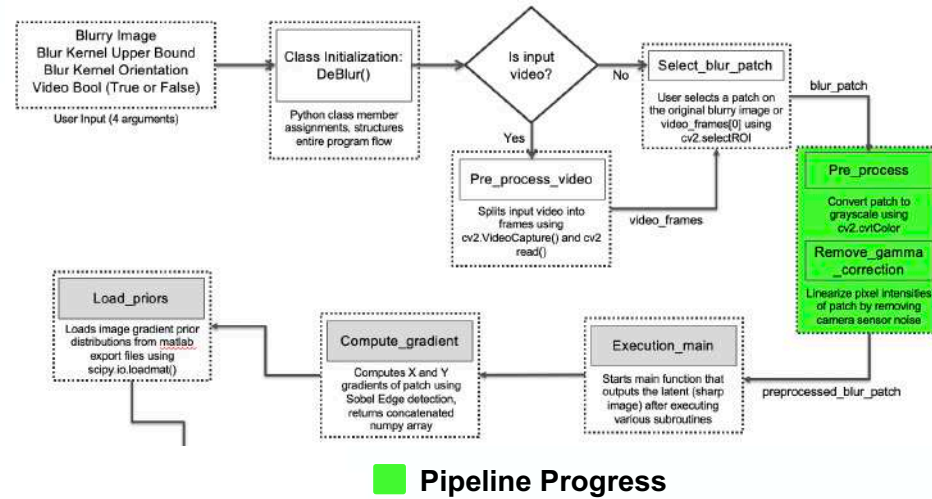 Blurry Image
Blur Kernel Upper Bound
Blur Kernel Orientation
Video Bool (True or False)
User Input (4 arguments)
Class Initialization:
DeBlur()
Python class member
assignments, structures
entire program flow
Is input
video?
No
Yes
Select_blur_patch
User selects a patch on
the original blurry image or
video_frames[0] using
cv2.selectROI
blur_patch
Pre_process_video
Splits input video into
frames using
cv2.VideoCapture() and cv2
read()
video_frames
Pre_process
Convert patch to
grayscale using
cv2.cvtColor
Remove_gamma
_correction
Linearize pixel intensities
of patch by removing
camera sensor noise
preprocessed_blur_patch
Execution_main
Starts main function that
outputs the latent (sharp
image) after executing
various subroutines
Compute_gradient
Computes X and Y
gradients of patch using
Sobel Edge detection,
returns concatenated
numpy array
Load_priors
Loads image gradient prior
distributions from matlab
export files using
scipy.io.loadmat()
Pipeline Progress